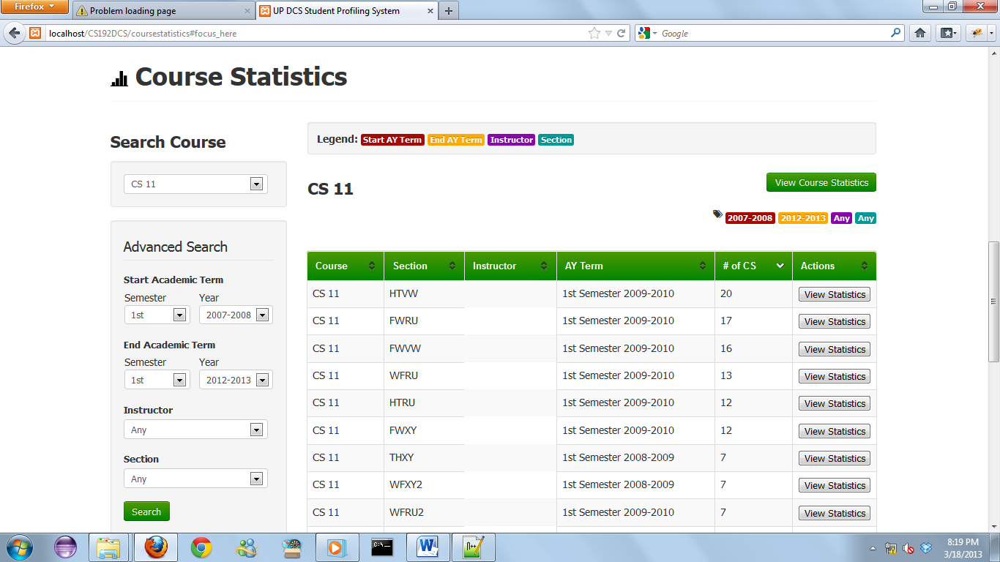 Firefox
Problem loading page
UP DCS Student Profiling System
localhost/CS192DCS/coursestatistics#focus_here
Google
Course Statistics
Search Course
CS 11
Advanced Search
Start Academic Term
Semester Year
1st 2007-2008
End Academic Term
Semester Year
1st 2012-2013
Instructor
Any
Section
Any
Search
Legend: Start AY Term End AY Term Instructor Section
CS 11
View Course Statistics
2007-2008 2012-2013 Any Any
Course Section Instructor AY Term # of CS Actions
CS 11 HTVW 1st Semester 2009-2010 20 View Statistics
CS 11 FWRU 1st Semester 2009-2010 17 View Statistics
CS 11 FWVW 1st Semester 2009-2010 16 View Statistics
CS 11 WFRU 1st Semester 2009-2010 13 View Statistics
CS 11 HTRU 1st Semester 2009-2010 12 View Statistics
CS 11 FWXY 1st Semester 2009-2010 12 View Statistics
CS 11 THXY 1st Semester 2008-2009 7 View Statistics
CS 11 WFXY2 1st Semester 2008-2009 7 View Statistics
CS 11 WFRU2 1st Semester 2009-2010 7 View Statistics
8:19 PM
3/18/2013